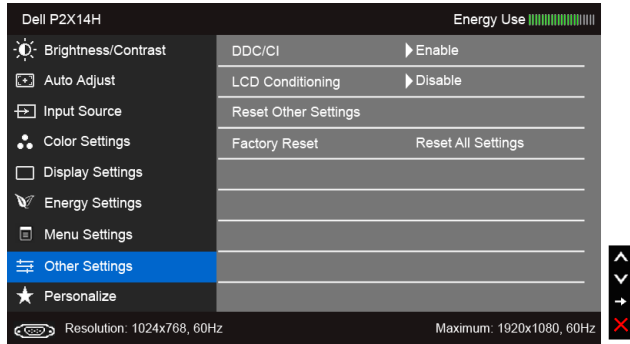 Dell P2X14H Energy Use
Brightness/Contrast DDC/CI Enable
Auto Adjust LCD Conditioning Disable
Input Source Reset Other Settings
Color Settings Factory Reset Reset All Settings
Display Settings
Energy Settings
Menu Settings
Other Settings
Personalize
Resolution: 1024x768, 60Hz Maximum: 1920x1080, 60Hz